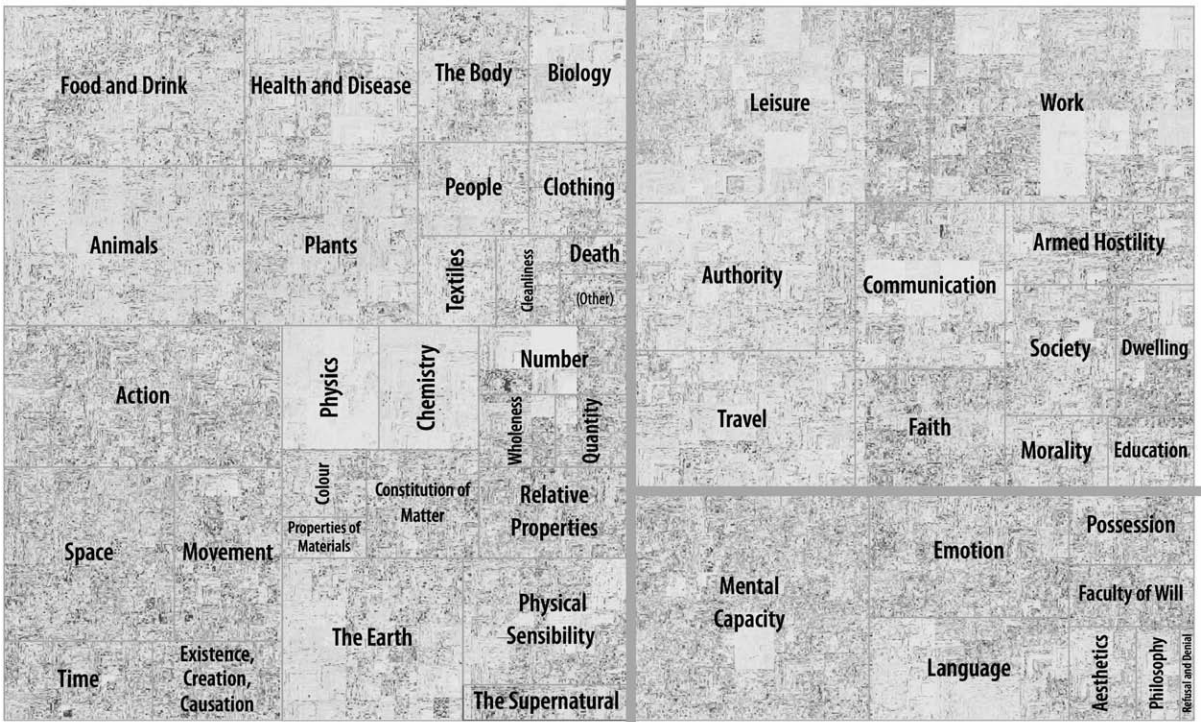 Food and Drink
Health and Disease
The Body
Biology
People
Clothing
Animals
Plants
Textiles
Cleanliness
Death
(Other)
Action
Physics
Chemistry
Number
Wholeness
Quantity
Colour
Constitution of
Matter
Relative
Properties
Properties of
Materials
Space
Movement
Time
Existence,
Creation,
Causation
The Earth
Physical
Sensibility
The Supernatural
Leisure
Work
Authority
Communication
Armed Hostility
Society
Dwelling
Travel
Faith
Morality
Education
Mental
Capacity
Emotion
Possession
Faculty of Will
Language
Aesthetics
Philosophy
Refusal and Denial